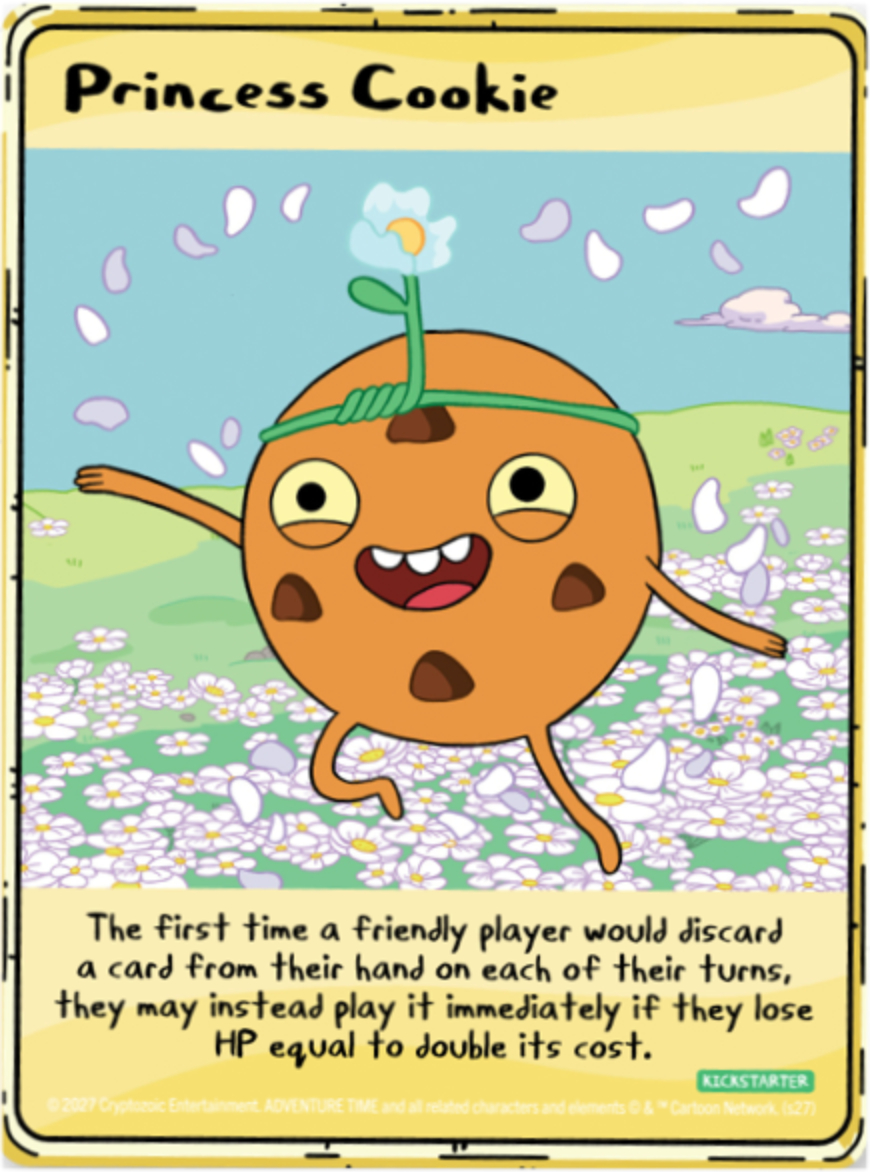 Princess Cookie
The first time a friendly player would discard
a card from their hand on each of their turns,
they may instead play it immediately if they lose
HP equal to double its cost.
KICKSTARTER
© 2027 Cryptozoic Entertainment. ADVENTURE TIME and all related characters and elements © & ™ Cartoon Network. (s27)